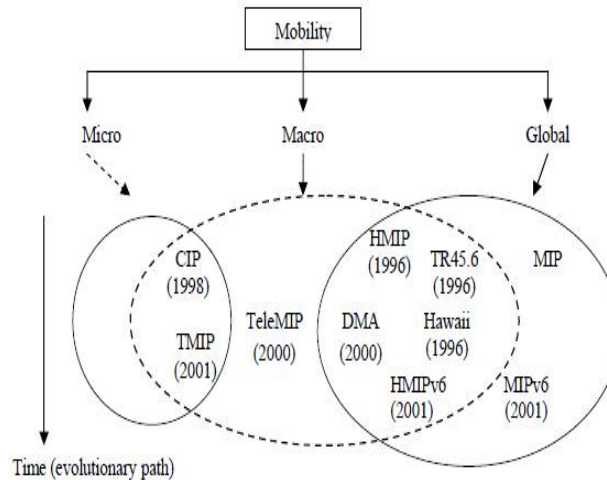 Mobility
Micro
Macro
Global
HMIP
(1996)
TR45.6
(1996)
MIP
CIP
(1998)
TeleMIP
(2000)
DMA
(2000)
Hawaii
(1996)
TMIP
(2001)
HMIPv6
(2001)
MIPv6
(2001)
Time (evolutionary path)